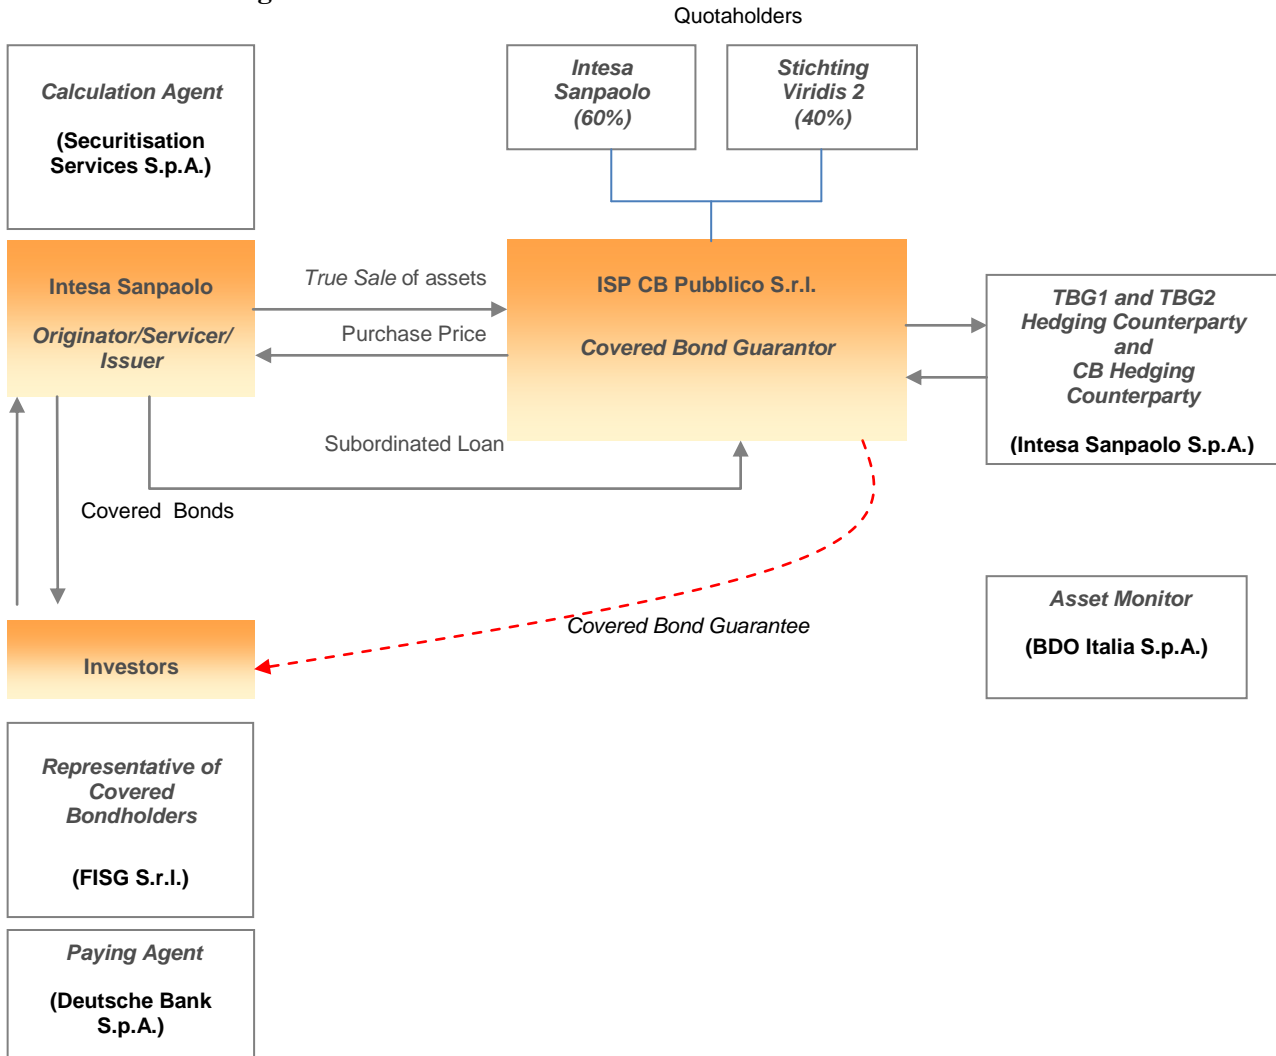 Quotaholders
Calculation Agent
(Securitisation
Services S.p.A.)
Intesa
Sanpaolo
(60%)
Stichting
Viridis 2
(40%)
Intesa Sanpaolo
Originator/Servicer/
Issuer
True Sale of assets
Purchase Price
ISP CB Pubblico S.r.l.
Covered Bond Guarantor
TBG1 and TBG2
Hedging Counterparty
and
CB Hedging
Counterparty
(Intesa Sanpaolo S.p.A.)
Subordinated Loan
Covered Bonds
Covered Bond Guarantee
Asset Monitor
(BDO Italia S.p.A.)
Investors
Representative of
Covered
Bondholders
(FISG S.r.l.)
Paying Agent
(Deutsche Bank
S.p.A.)